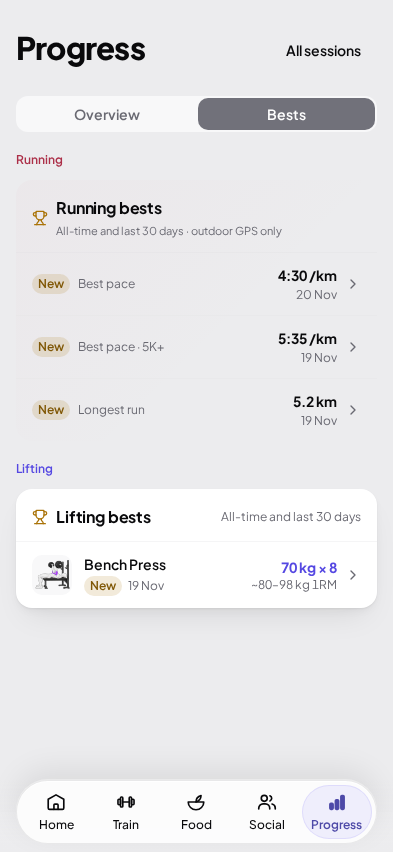 Progress
All sessions
Overview
Bests
Running
Running bests
All-time and last 30 days · outdoor GPS only
New Best pace
4:30 /km
20 Nov
New Best pace · 5K+
5:35 /km
19 Nov
New Longest run
5.2 km
19 Nov
Lifting
Lifting bests
All-time and last 30 days
Bench Press
New 19 Nov
70 kg × 8
~80–98 kg 1RM
Home
Train
Food
Social
Progress